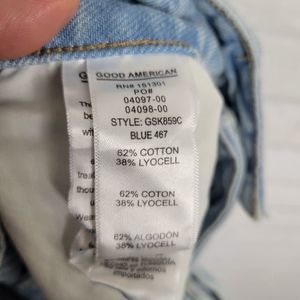 GOOD AMERICAN
RN# 151301
PO#
04097-00
04098-00
STYLE: GSK859C
BLUE 467
62% COTTON
38% LYOCELL
62% COTON
38% LYOCELL
62% ALGODÓN
38% LYOCELL